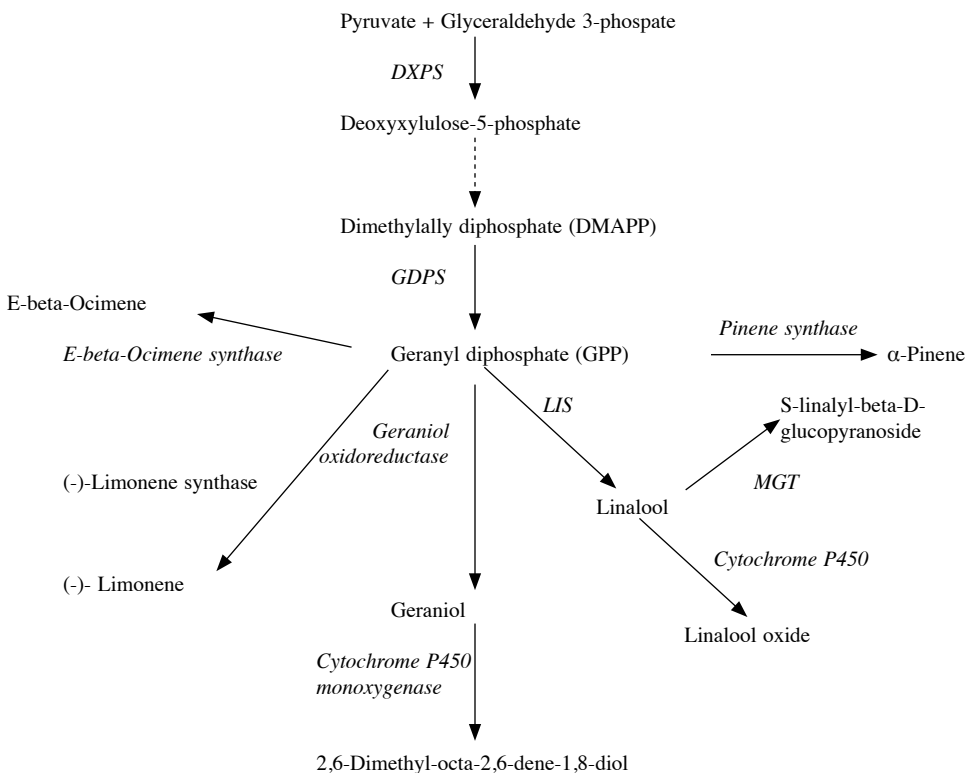 Pyruvate + Glyceraldehyde 3-phospate
DXPS
Deoxyxylulose-5-phosphate
Dimethylally diphosphate (DMAPP)
GDPS
E-beta-Ocimene
E-beta-Ocimene synthase
Geranyl diphosphate (GPP)
Pinene synthase
α-Pinene
LIS
S-linalyl-beta-D-
glucopyranoside
Geraniol
oxidoreductase
(-)-Limonene synthase
MGT
Linalool
Cytochrome P450
(-)- Limonene
Geraniol
Linalool oxide
Cytochrome P450
monoxygenase
2,6-Dimethyl-octa-2,6-dene-1,8-diol